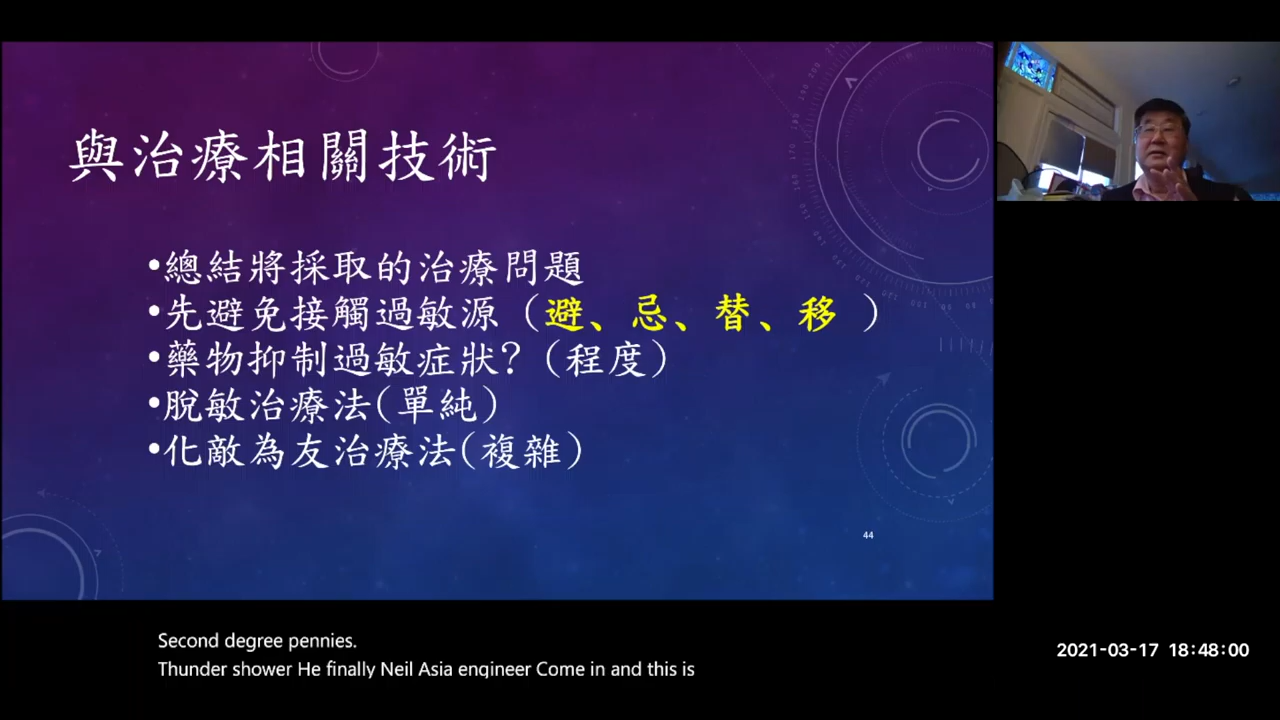 與治療相關技術
•總結將採取的治療問題
•先避免接觸過敏源（避、忌、替、移 ）
•藥物抑制過敏症狀?（程度）
•脫敏治療法(單純)
•化敵為友治療法(複雜)
44
Second degree pennies.
Thunder shower He finally Neil Asia engineer Come in and this is
2021-03-17 18:48:00